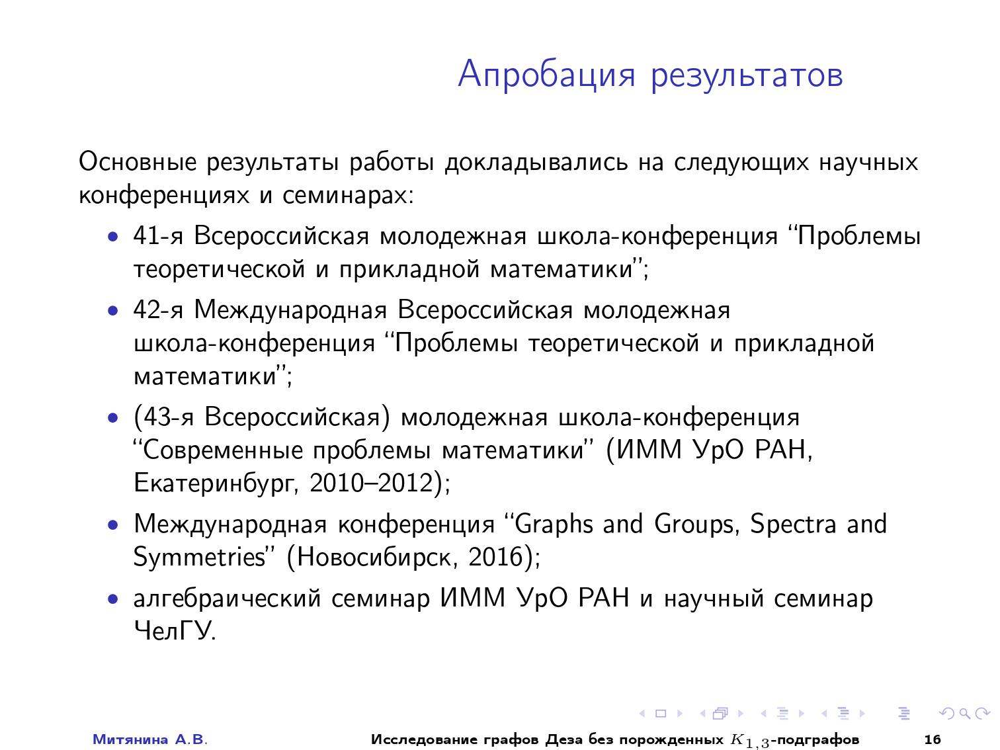 Апробация результатов
Основные результаты работы докладывались на следующих научных
конференциях и семинарах:
• 41-я Всероссийская молодежная школа-конференция “Проблемы
теоретической и прикладной математики”;
• 42-я Международная Всероссийская молодежная
школа-конференция “Проблемы теоретической и прикладной
математики”;
• (43-я Всероссийская) молодежная школа-конференция
“Современные проблемы математики” (ИММ УрО РАН,
Екатеринбург, 2010–2012);
• Международная конференция “Graphs and Groups, Spectra and
Symmetries” (Новосибирск, 2016);
• алгебраический семинар ИММ УрО РАН и научный семинар
ЧелГУ.
Митянина А.В. Исследование графов Деза без порожденных K1,3-подграфов 16